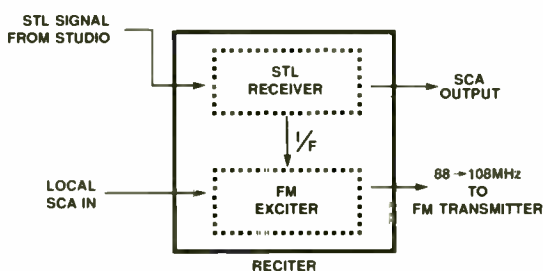 STL SIGNAL
FROM STUDIO
STL
RECEIVER
SCA
OUTPUT
I/F
LOCAL
SCA IN
FM
EXCITER
88→108MHz
TO
FM TRANSMITTER
RECITER